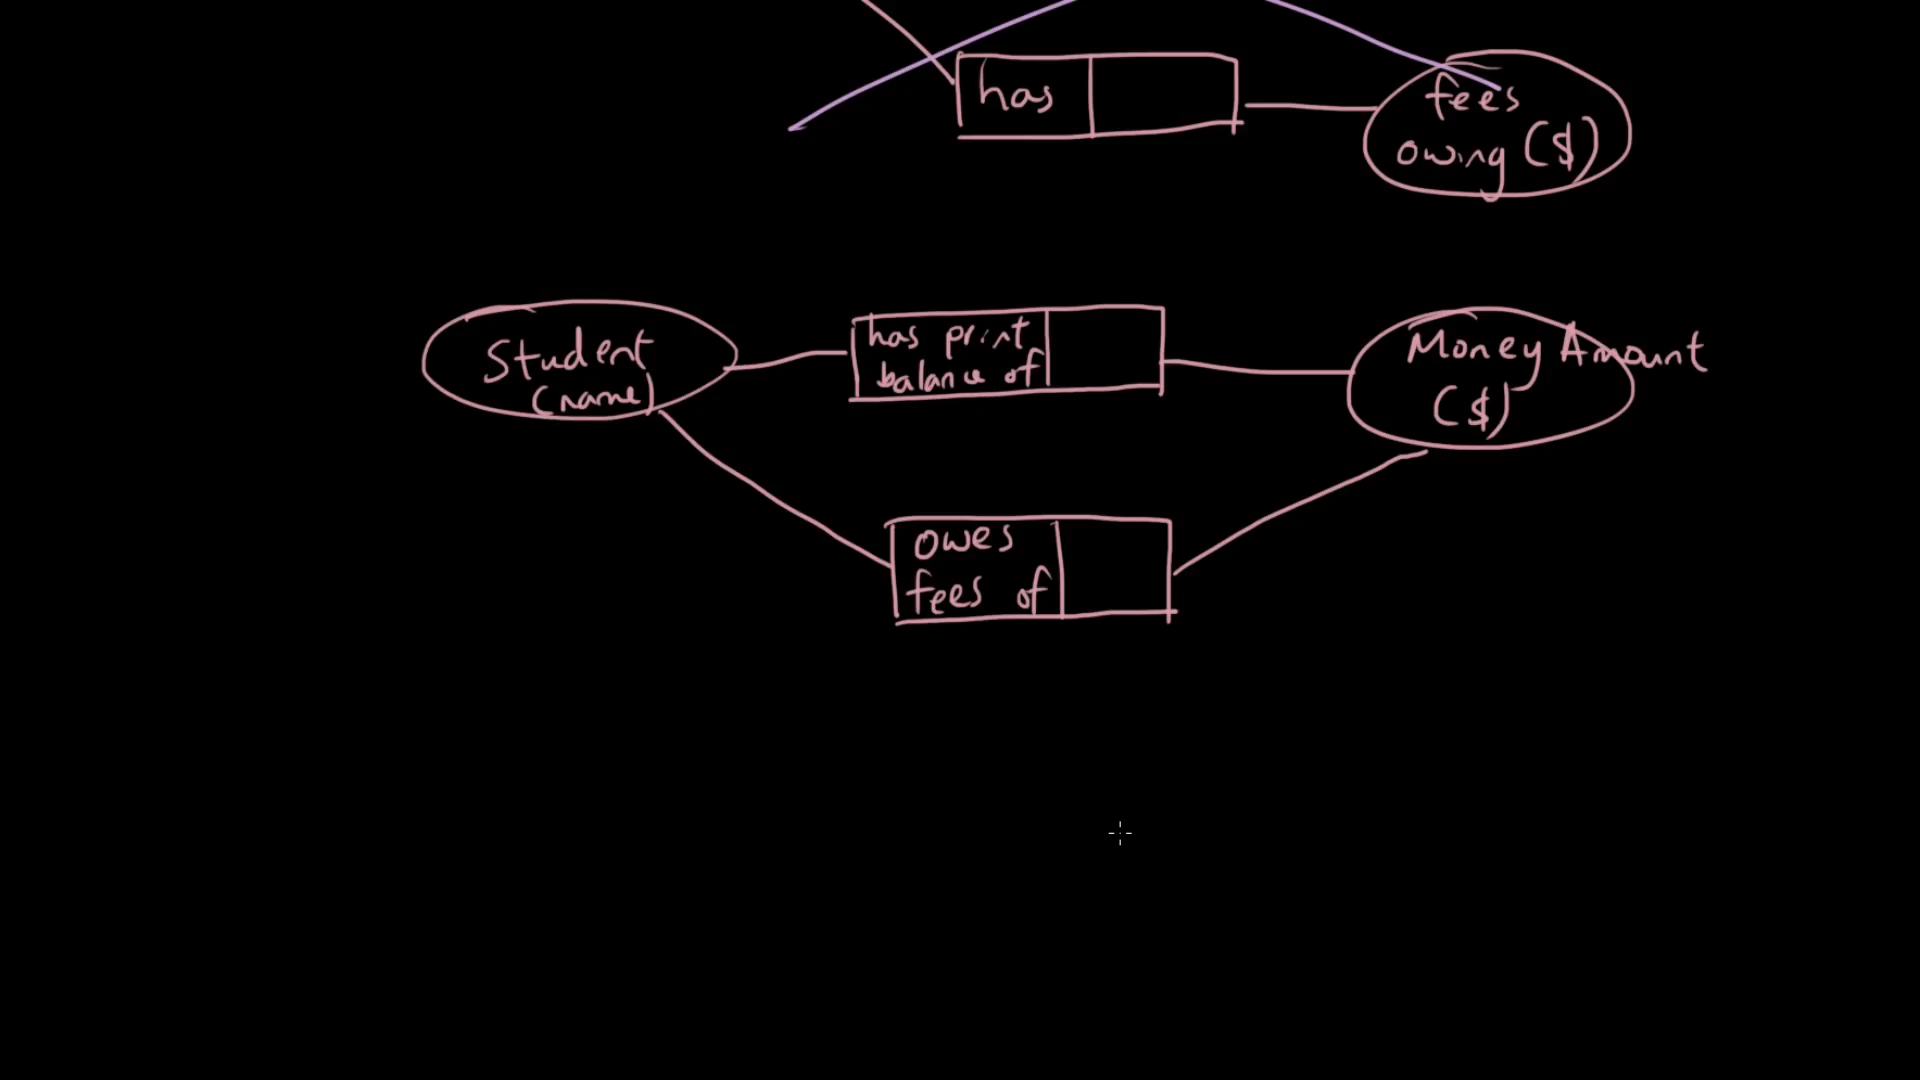 has
fees
owing ($)
Student
(name)
has print
balance of
Money Amount
($)
owes
fees of